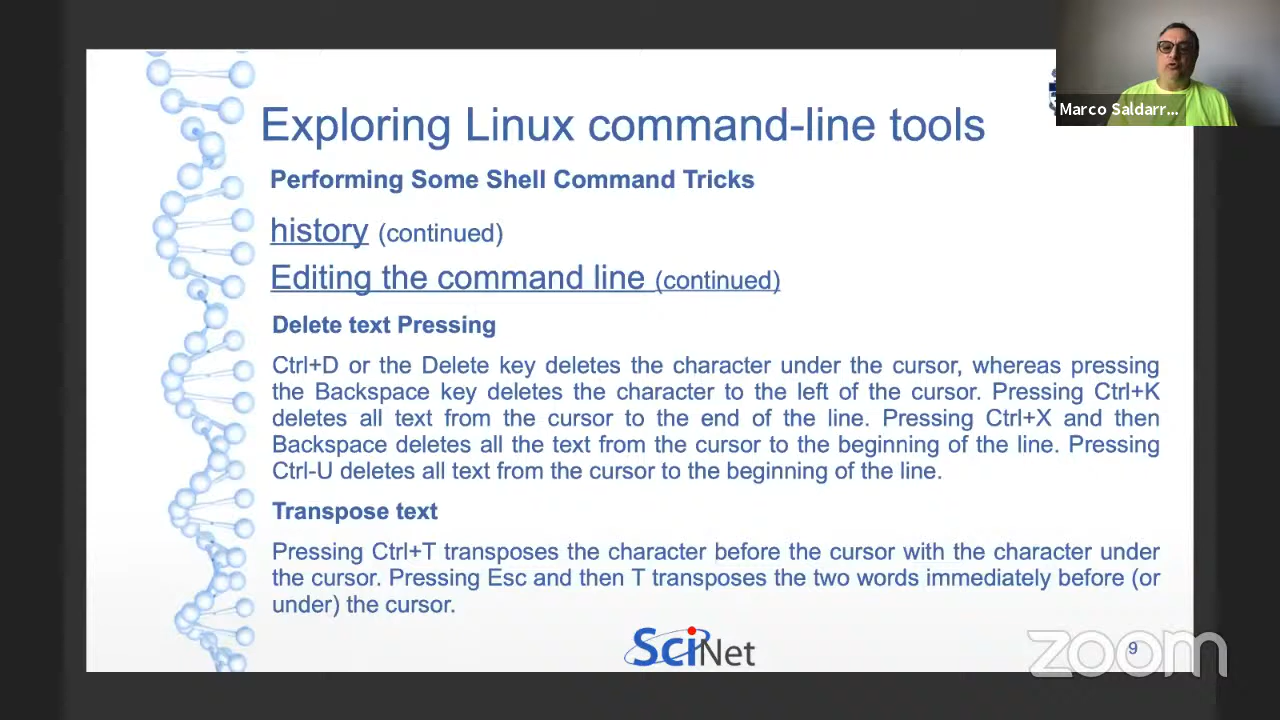 Marco Saldarr...
Exploring Linux command-line tools
Performing Some Shell Command Tricks
history (continued)
Editing the command line (continued)
Delete text Pressing
Ctrl+D or the Delete key deletes the character under the cursor, whereas pressing
the Backspace key deletes the character to the left of the cursor. Pressing Ctrl+K
deletes all text from the cursor to the end of the line. Pressing Ctrl+X and then
Backspace deletes all the text from the cursor to the beginning of the line. Pressing
Ctrl-U deletes all text from the cursor to the beginning of the line.
Transpose text
Pressing Ctrl+T transposes the character before the cursor with the character under
the cursor. Pressing Esc and then T transposes the two words immediately before (or
under) the cursor.
SciNet
zoom
9